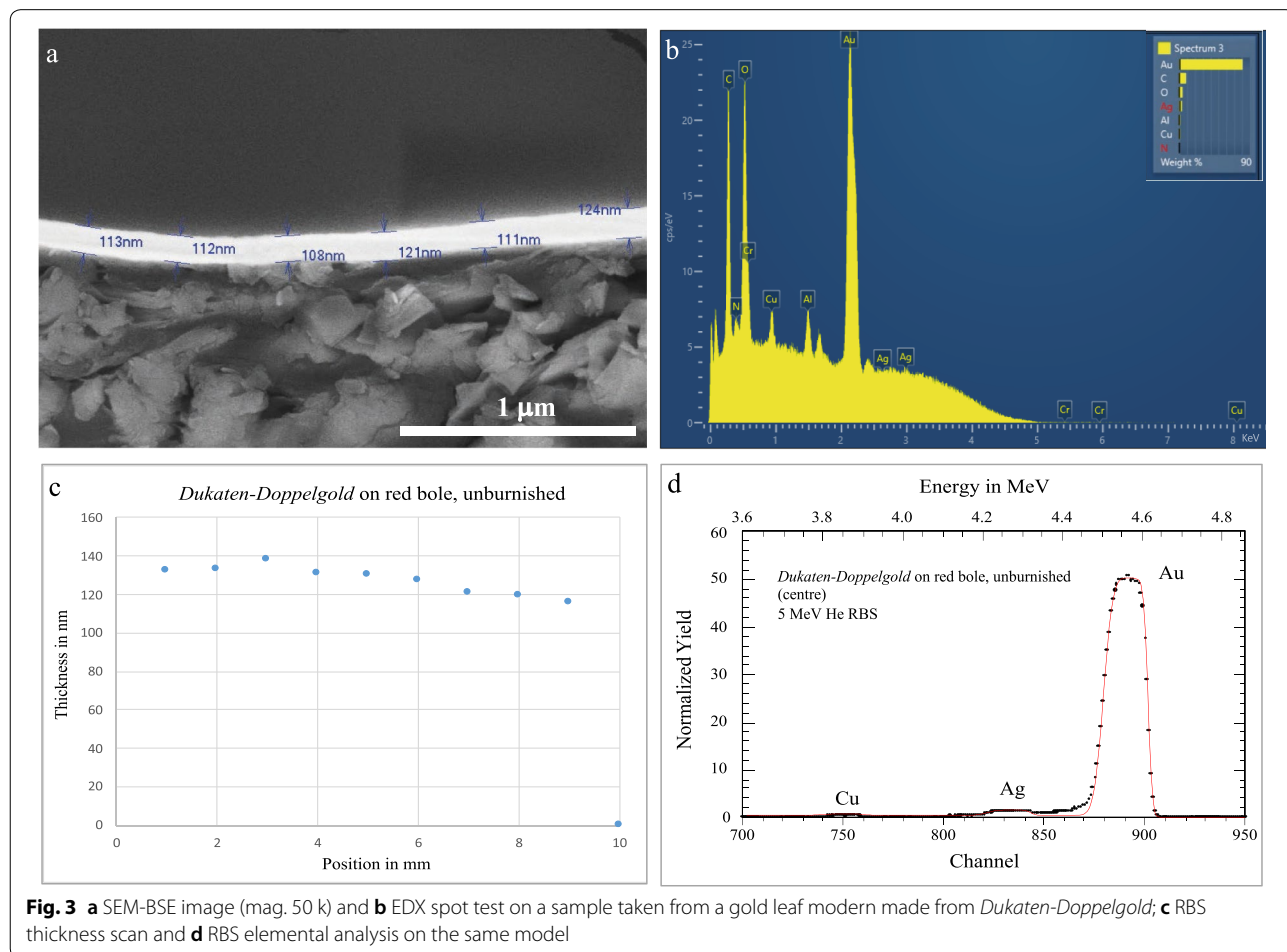 a
113nm
112nm
108nm
121nm
111nm
124nm
1 μm
b
25
20
15
10
5
0
cps/eV
C
O
N
Cr
Cu
Al
Au
Ag
Ag
Cr
Cr
Cu
0 1 2 3 4 5 6 7 8 KeV
Spectrum 3
Au
C
O
Ag
Al
Cu
N
Weight % 90
c
Dukaten-Doppelgold on red bole, unburnished
160
140
120
100
80
60
40
20
0
Thickness in nm
0 2 4 6 8 10
Position in mm
d
Energy in MeV
3.6 3.8 4.0 4.2 4.4 4.6 4.8
60
50
40
30
20
10
0
Normalized Yield
Dukaten-Doppelgold on red bole, unburnished
(centre)
5 MeV He RBS
Au
Ag
Cu
700 750 800 850 900 950
Channel
Fig. 3 a SEM-BSE image (mag. 50 k) and b EDX spot test on a sample taken from a gold leaf modern made from Dukaten-Doppelgold; c RBS
thickness scan and d RBS elemental analysis on the same model